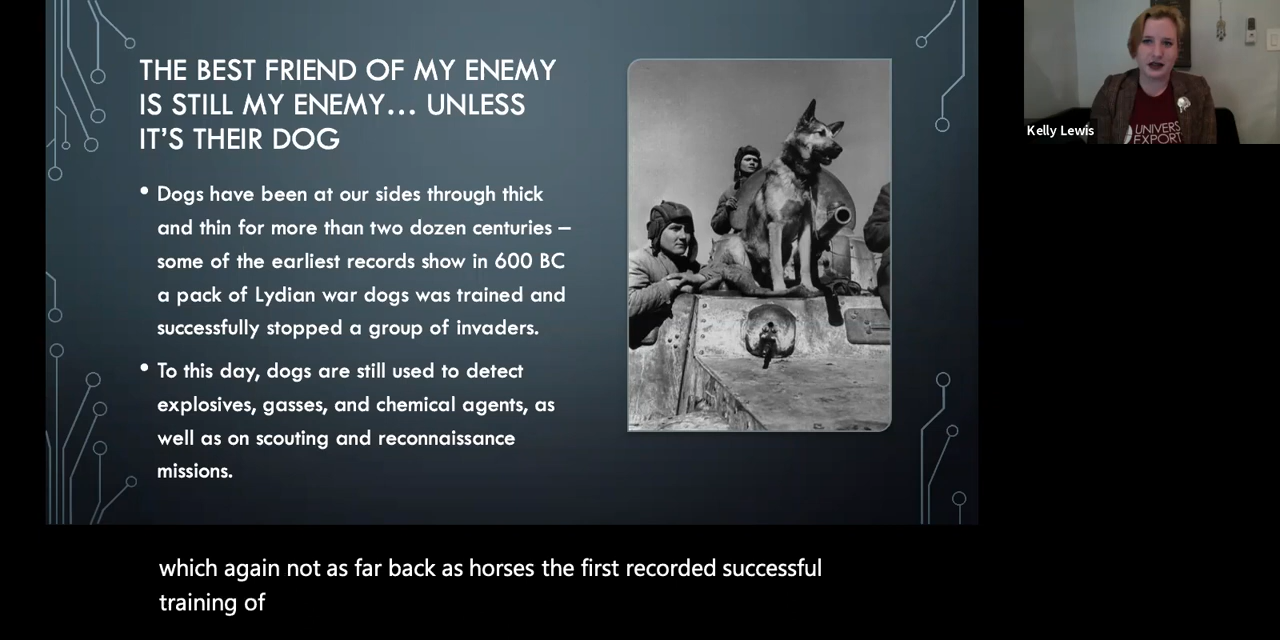 THE BEST FRIEND OF MY ENEMY
IS STILL MY ENEMY... UNLESS
IT'S THEIR DOG
• Dogs have been at our sides through thick
and thin for more than two dozen centuries –
some of the earliest records show in 600 BC
a pack of Lydian war dogs was trained and
successfully stopped a group of invaders.
• To this day, dogs are still used to detect
explosives, gasses, and chemical agents, as
well as on scouting and reconnaissance
missions.
Kelly Lewis
UNIVERS
EXPORT
which again not as far back as horses the first recorded successful
training of